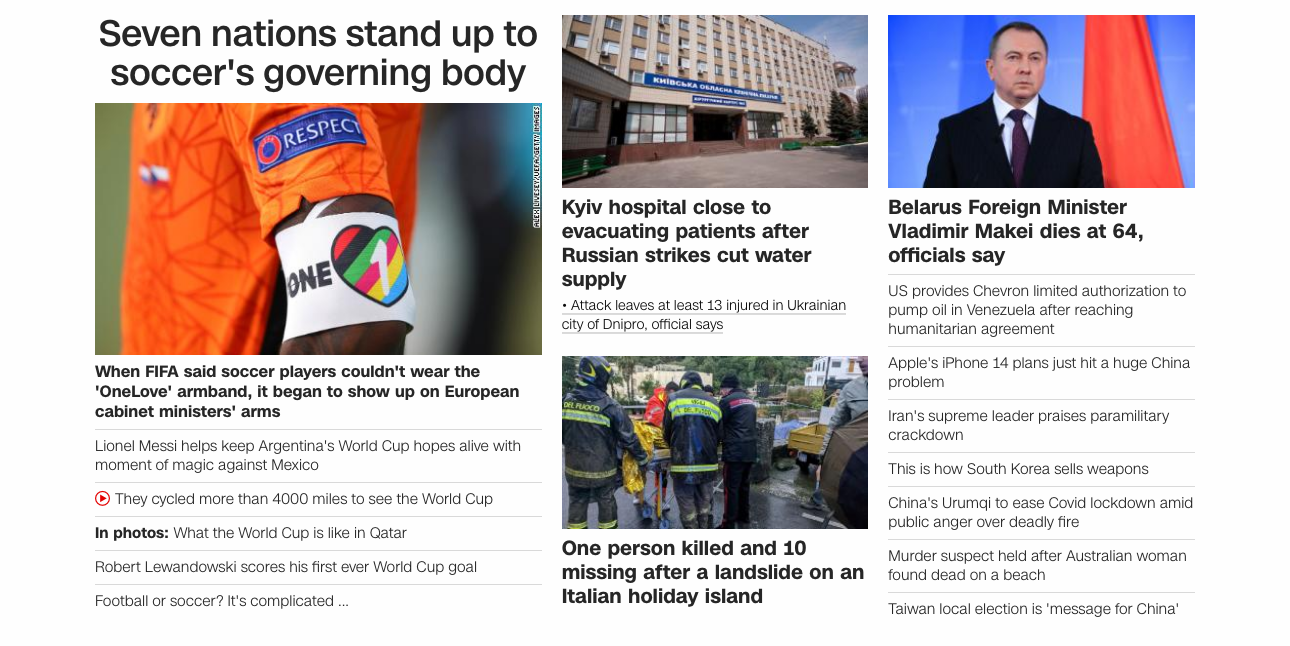 Seven nations stand up to
soccer's governing body
RESPECT
ONE
1
ALEX LIVESEY/UEFA/GETTY IMAGES
When FIFA said soccer players couldn't wear the
'OneLove' armband, it began to show up on European
cabinet ministers' arms
Lionel Messi helps keep Argentina's World Cup hopes alive with
moment of magic against Mexico
They cycled more than 4000 miles to see the World Cup
In photos: What the World Cup is like in Qatar
Robert Lewandowski scores his first ever World Cup goal
Football or soccer? It's complicated ...
КИЇВСЬКА ОБЛАСНА КЛІНІЧНА ЛІКАРНЯ
Kyiv hospital close to
evacuating patients after
Russian strikes cut water
supply
• Attack leaves at least 13 injured in Ukrainian
city of Dnipro, official says
DEL FUOCO
One person killed and 10
missing after a landslide on an
Italian holiday island
Belarus Foreign Minister
Vladimir Makei dies at 64,
officials say
US provides Chevron limited authorization to
pump oil in Venezuela after reaching
humanitarian agreement
Apple's iPhone 14 plans just hit a huge China
problem
Iran's supreme leader praises paramilitary
crackdown
This is how South Korea sells weapons
China's Urumqi to ease Covid lockdown amid
public anger over deadly fire
Murder suspect held after Australian woman
found dead on a beach
Taiwan local election is 'message for China'